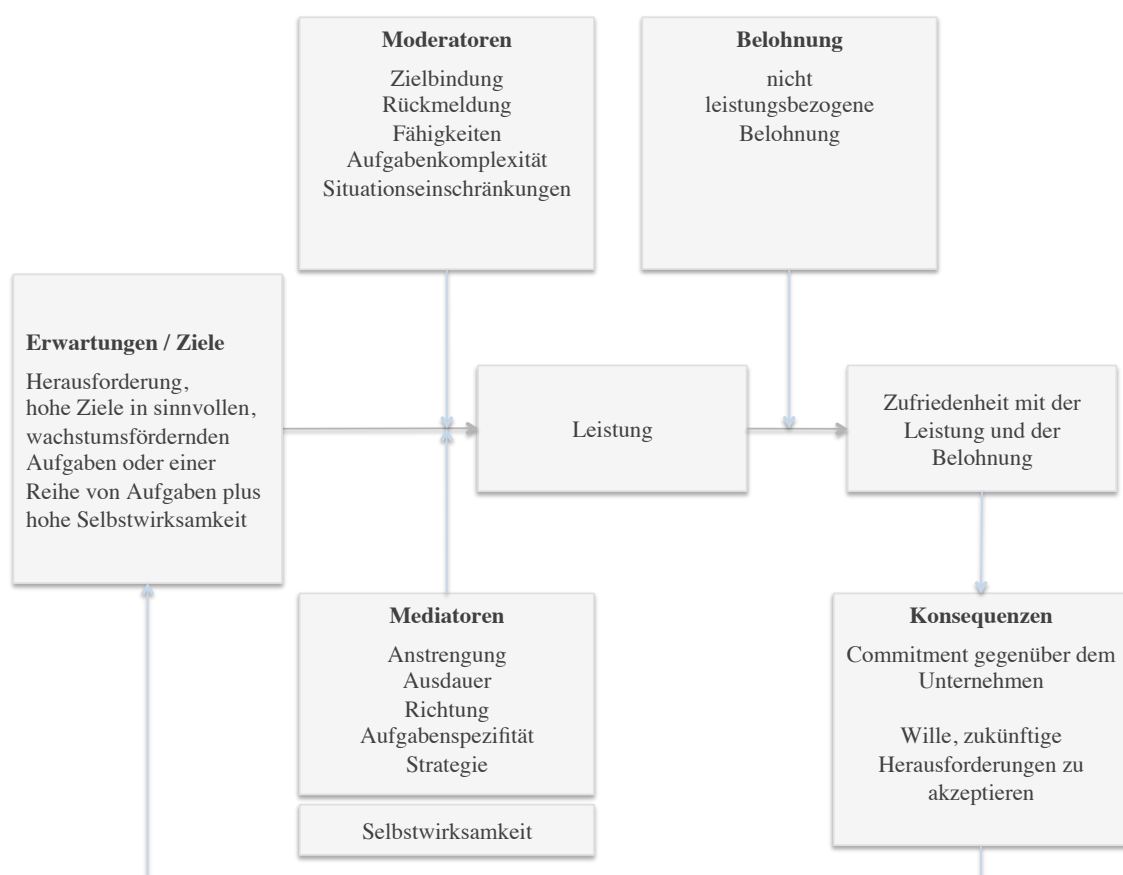 Moderatoren
Zielbindung
Rückmeldung
Fähigkeiten
Aufgabenkomplexität
Situationseinschränkungen
Belohnung
nicht
leistungsbezogene
Belohnung
Erwartungen / Ziele
Herausforderung,
hohe Ziele in sinnvollen,
wachstumsfördernden
Aufgaben oder einer
Reihe von Aufgaben plus
hohe Selbstwirksamkeit
Leistung
Zufriedenheit mit der
Leistung und der
Belohnung
Mediatoren
Anstrengung
Ausdauer
Richtung
Aufgabenspezifität
Strategie
Selbstwirksamkeit
Konsequenzen
Commitment gegenüber dem
Unternehmen
Wille, zukünftige
Herausforderungen zu
akzeptieren